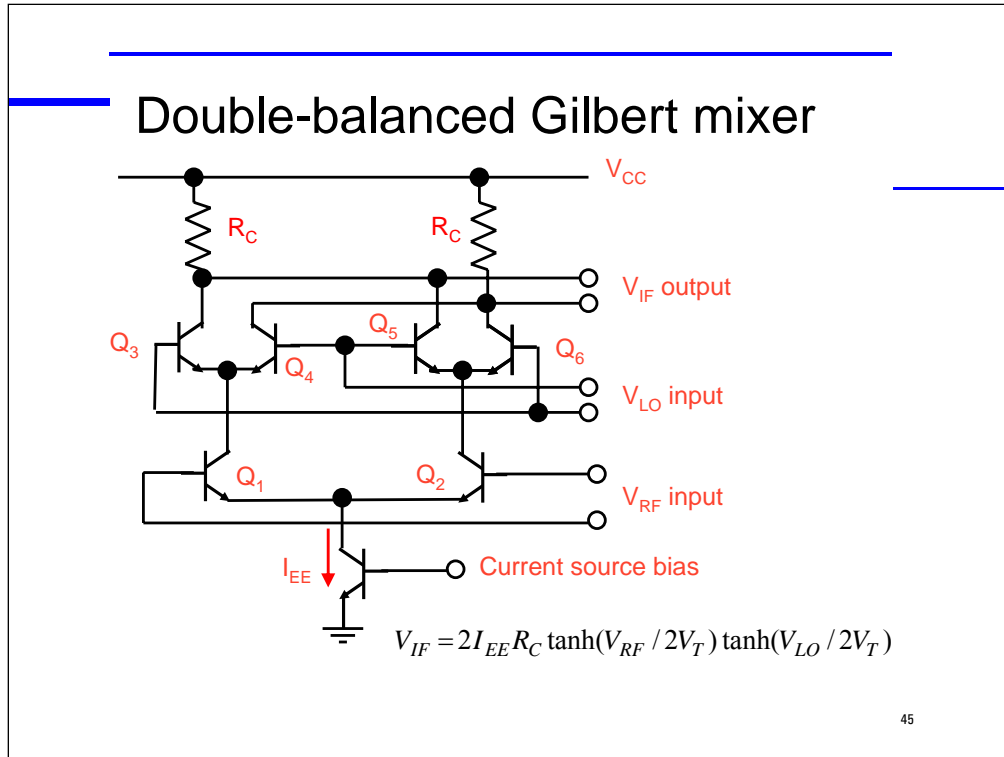 Double-balanced Gilbert mixer
V_CC
R_C
R_C
V_IF output
Q_3
Q_4
Q_5
Q_6
V_LO input
Q_1
Q_2
V_RF input
I_EE
Current source bias
V_IF = 2I_EE R_C tanh(V_RF / 2V_T) tanh(V_LO / 2V_T)
45